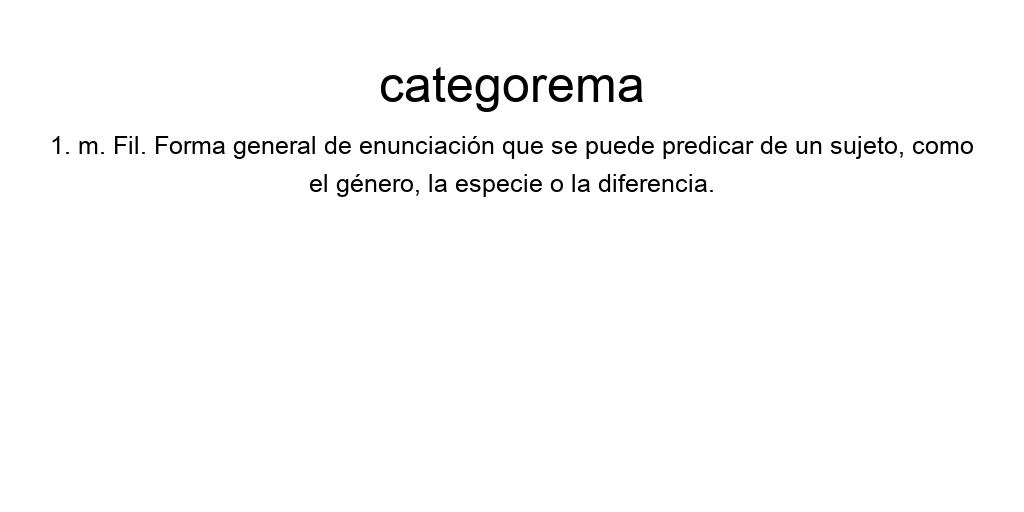 categorema
1. m. Fil. Forma general de enunciación que se puede predicar de un sujeto, como
el género, la especie o la diferencia.